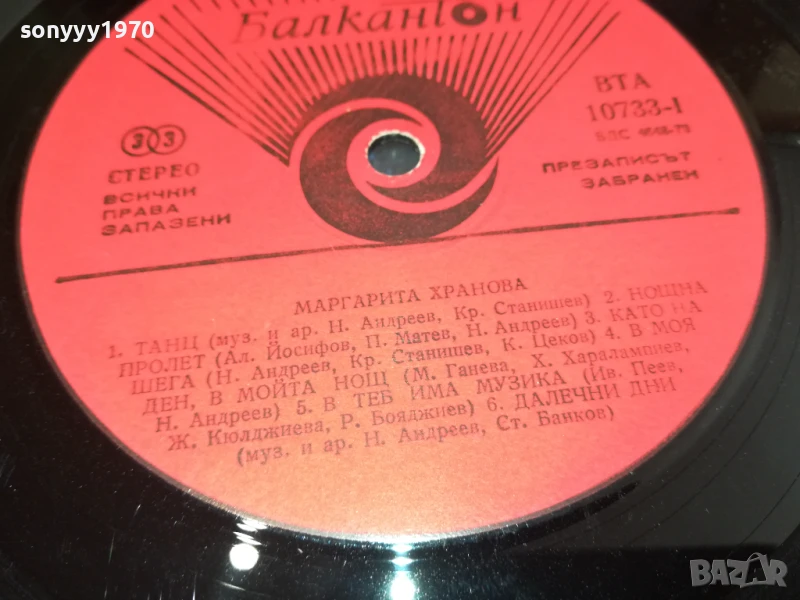 sonyyy1970
Балкантон
ВТА
10733-I
33
СТЕРЕО
ВСИЧКИ
ПРАВА
ЗАПАЗЕНИ
ПРЕЗАПИСЪТ
ЗАБРАНЕН
МАРГАРИТА ХРАНОВА
1. ТАНЦ (муз. и ар. Н. Андреев, Кр. Станишев) 2. НОЩНА
ПРОЛЕТ (Ал. Йосифов, П. Матев, Н. Андреев) 3. КАТО НА
ШЕГА (Н. Андреев, Кр. Станишев, К. Цеков) 4. В МОЯ
ДЕН, В МОЙТА НОЩ (М. Ганева, Х. Харалампиев,
Н. Андреев) 5. В ТЕБ ИМА МУЗИКА (Ив. Пеев,
Ж. Кюлджиева, Р. Бояджиев) 6. ДАЛЕЧНИ ДНИ
(муз. и ар. Н. Андреев, Ст. Банков)
BAZAR